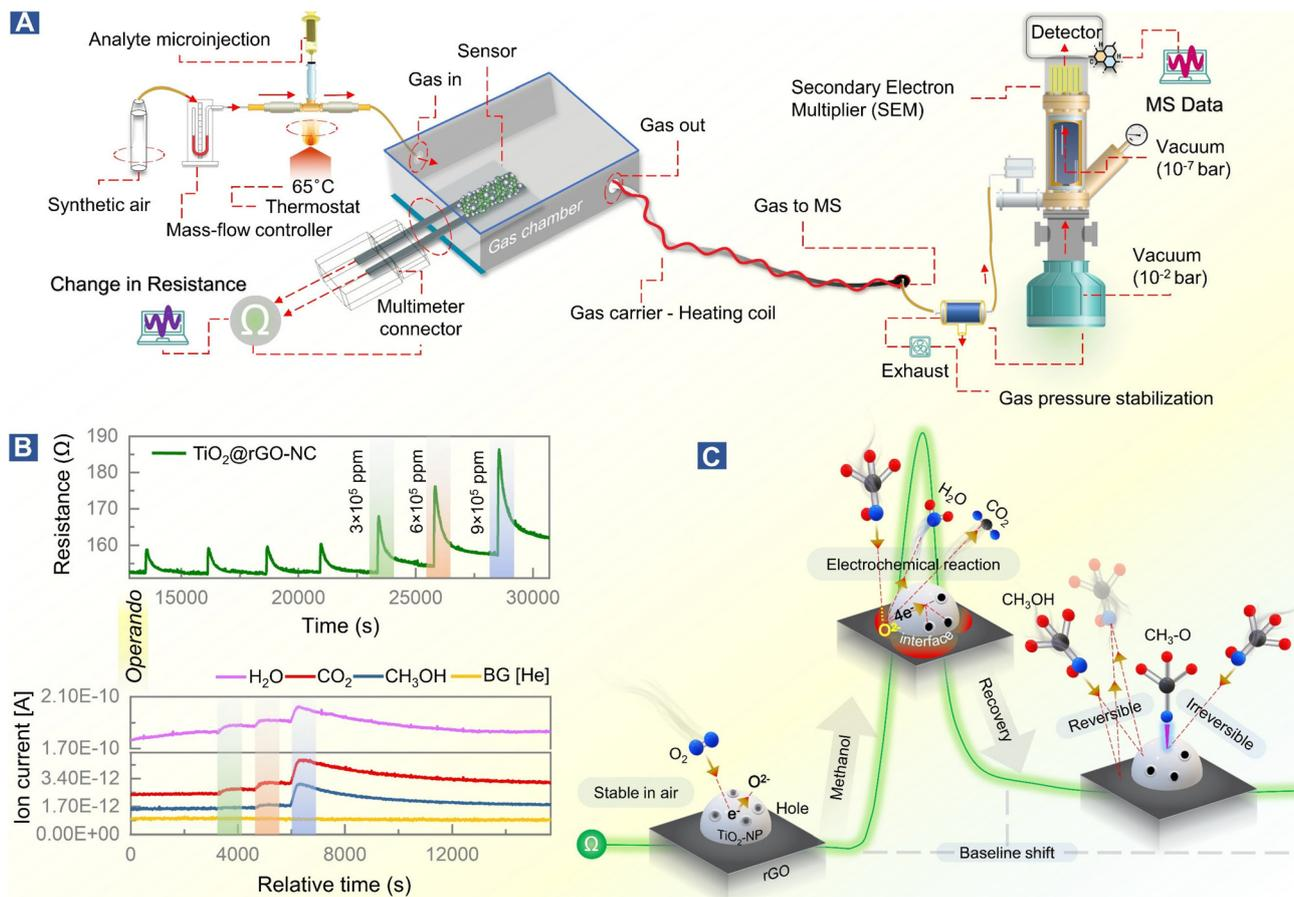 A
Analyte microinjection
Sensor
Gas in
Gas out
Synthetic air
65°C
Thermostat
Mass-flow controller
Gas chamber
Change in Resistance
Ω
Multimeter
connector
Gas carrier - Heating coil
Gas to MS
Exhaust
Gas pressure stabilization
Detector
H
O
Secondary Electron
Multiplier (SEM)
MS Data
Vacuum
(10⁻⁷ bar)
Vacuum
(10⁻² bar)
B
Resistance (Ω)
190
180
170
160
TiO₂@rGO-NC
3×10⁵ ppm
6×10⁵ ppm
9×10⁵ ppm
15000 20000 25000 30000
Time (s)
Operando
H₂O CO₂ CH₃OH BG [He]
Ion current [A]
2.10E-10
1.70E-10
3.40E-12
1.70E-12
0.00E+00
0 4000 8000 12000
Relative time (s)
C
H₂O
CO₂
Electrochemical reaction
4e⁻
O²⁻
interface
Methanol
Recovery
CH₃OH
CH₃-O
Reversible
Irreversible
O₂
O²⁻
Stable in air
e⁻
Hole
TiO₂-NP
rGO
Ω
Baseline shift